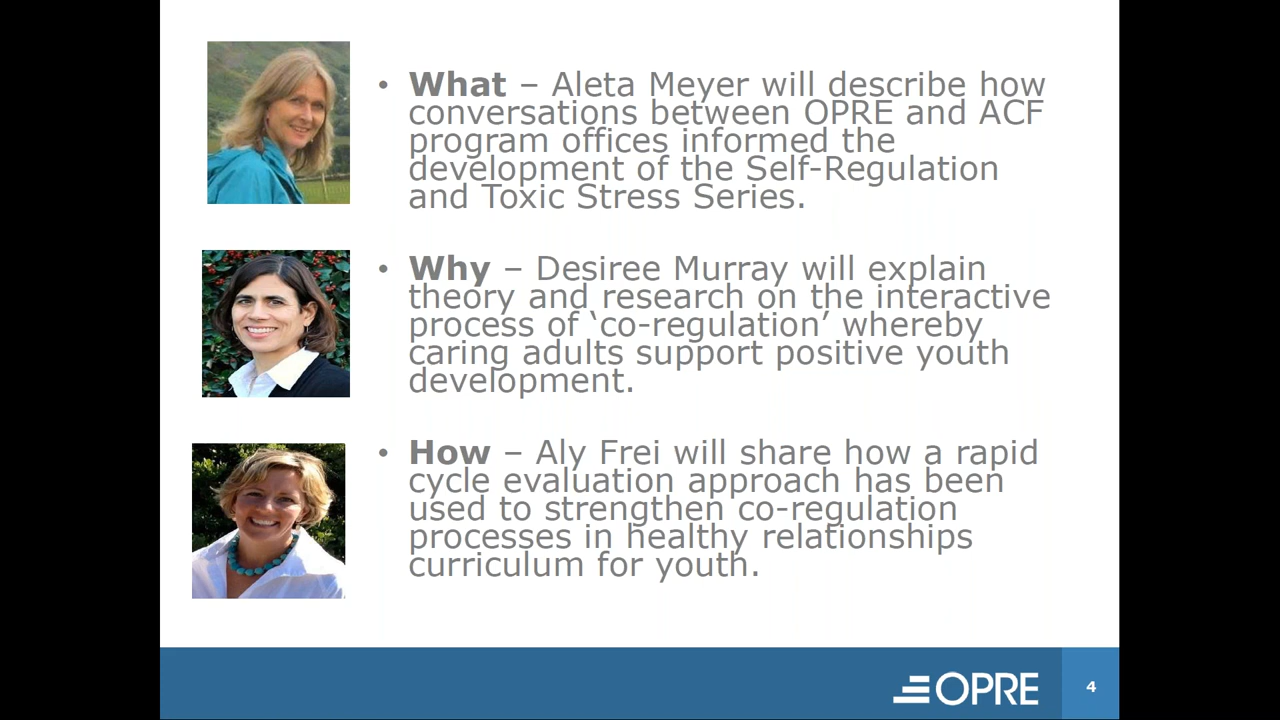 • What – Aleta Meyer will describe how
conversations between OPRE and ACF
program offices informed the
development of the Self-Regulation
and Toxic Stress Series.
• Why – Desiree Murray will explain
theory and research on the interactive
process of ‘co-regulation’ whereby
caring adults support positive youth
development.
• How – Aly Frei will share how a rapid
cycle evaluation approach has been
used to strengthen co-regulation
processes in healthy relationships
curriculum for youth.
OPRE
4